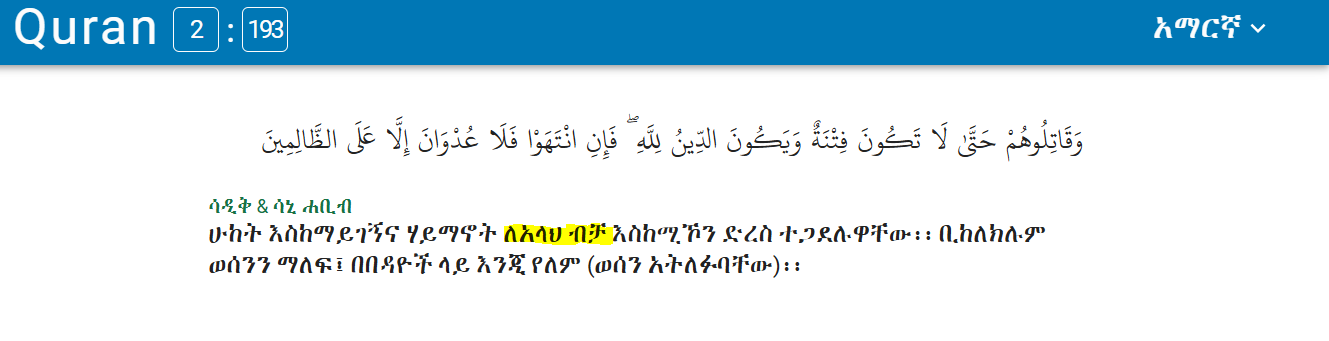 Quran 2 : 193 አማርኛ
وَقَاتِلُوهُمْ حَتَّىٰ لَا تَكُونَ فِتْنَةٌ وَيَكُونَ الدِّينُ لِلَّهِ ۖ فَإِنِ انْتَهَوْا فَلَا عُدْوَانَ إِلَّا عَلَى الظَّالِمِينَ
ሳዲቅ & ሳኒ ሐቢብ
ሁከት እስከማይገኝና ሃይማኖት ለአላህ ብቻ እስከሚኾን ድረስ ተጋደሉዋቸው፡፡ ቢከለክሉም
ወሰንን ማለፍ፤ በበዳዮች ላይ እንጂ የለም (ወሰን አትለፉባቸው)፡፡